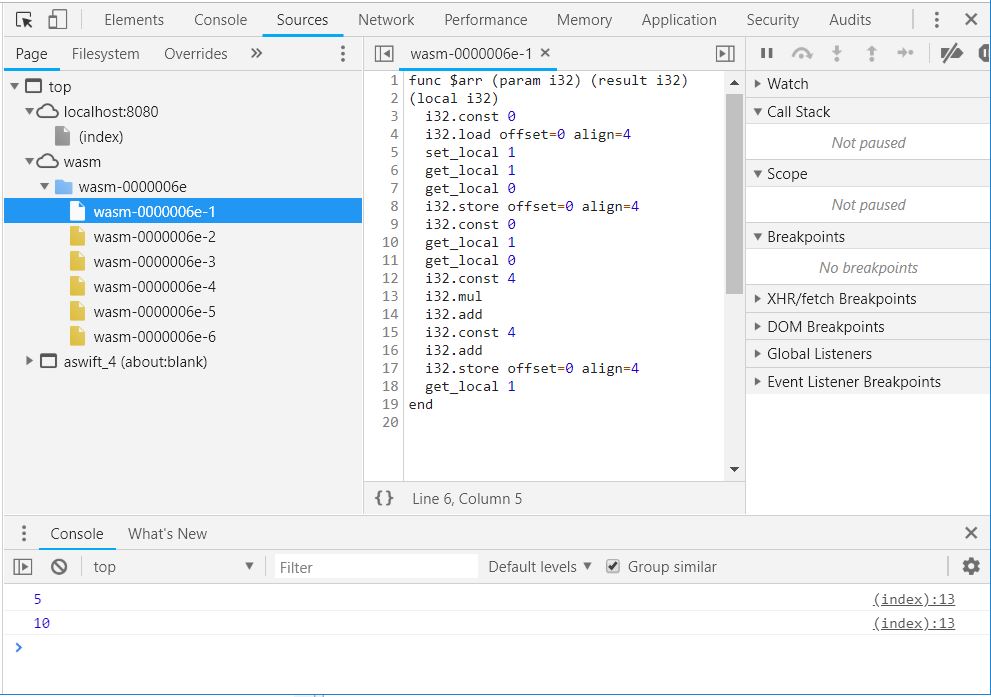 Elements Console Sources Network Performance Memory Application Security Audits
Page Filesystem Overrides »
top
localhost:8080
(index)
wasm
wasm-0000006e
wasm-0000006e-1
wasm-0000006e-2
wasm-0000006e-3
wasm-0000006e-4
wasm-0000006e-5
wasm-0000006e-6
aswift_4 (about:blank)
wasm-0000006e-1 ×
1 func $arr (param i32) (result i32)
2 (local i32)
3 i32.const 0
4 i32.load offset=0 align=4
5 set_local 1
6 get_local 1
7 get_local 0
8 i32.store offset=0 align=4
9 i32.const 0
10 get_local 1
11 get_local 0
12 i32.const 4
13 i32.mul
14 i32.add
15 i32.const 4
16 i32.add
17 i32.store offset=0 align=4
18 get_local 1
19 end
20
{} Line 6, Column 5
Watch
Call Stack
Not paused
Scope
Not paused
Breakpoints
No breakpoints
XHR/fetch Breakpoints
DOM Breakpoints
Global Listeners
Event Listener Breakpoints
Console What's New
top Filter Default levels Group similar
5 (index):13
10 (index):13